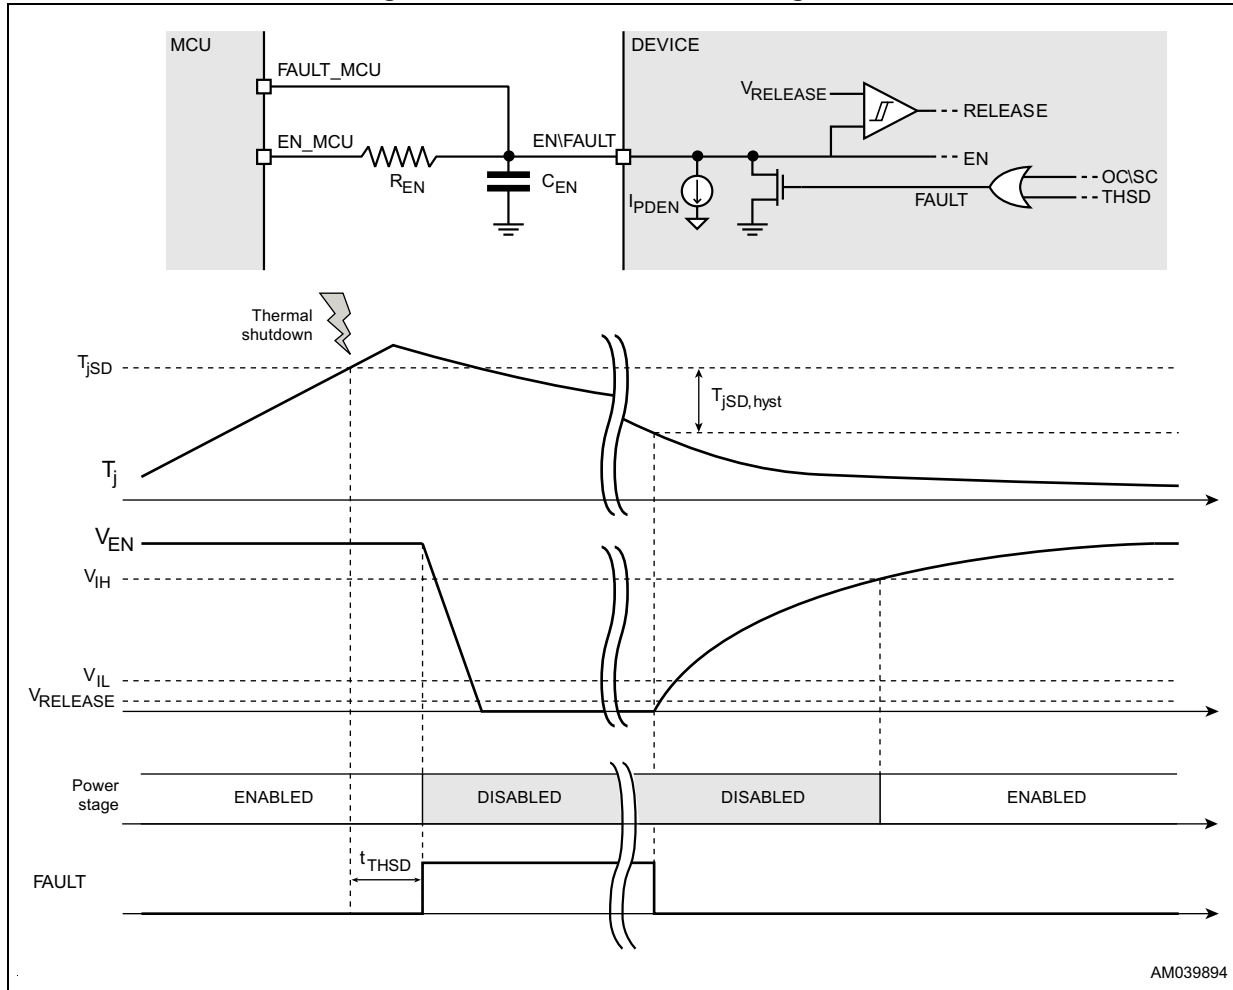 MCU
DEVICE
FAULT_MCU
VRELEASE
RELEASE
EN_MCU
EN\FAULT
EN
REN
CEN
IPDEN
FAULT
OC\SC
THSD
Thermal
shutdown
TjSD
TjSD, hyst
Tj
VEN
VIH
VIL
VRELEASE
Power
stage
ENABLED
DISABLED
DISABLED
ENABLED
tTHSD
FAULT
AM039894